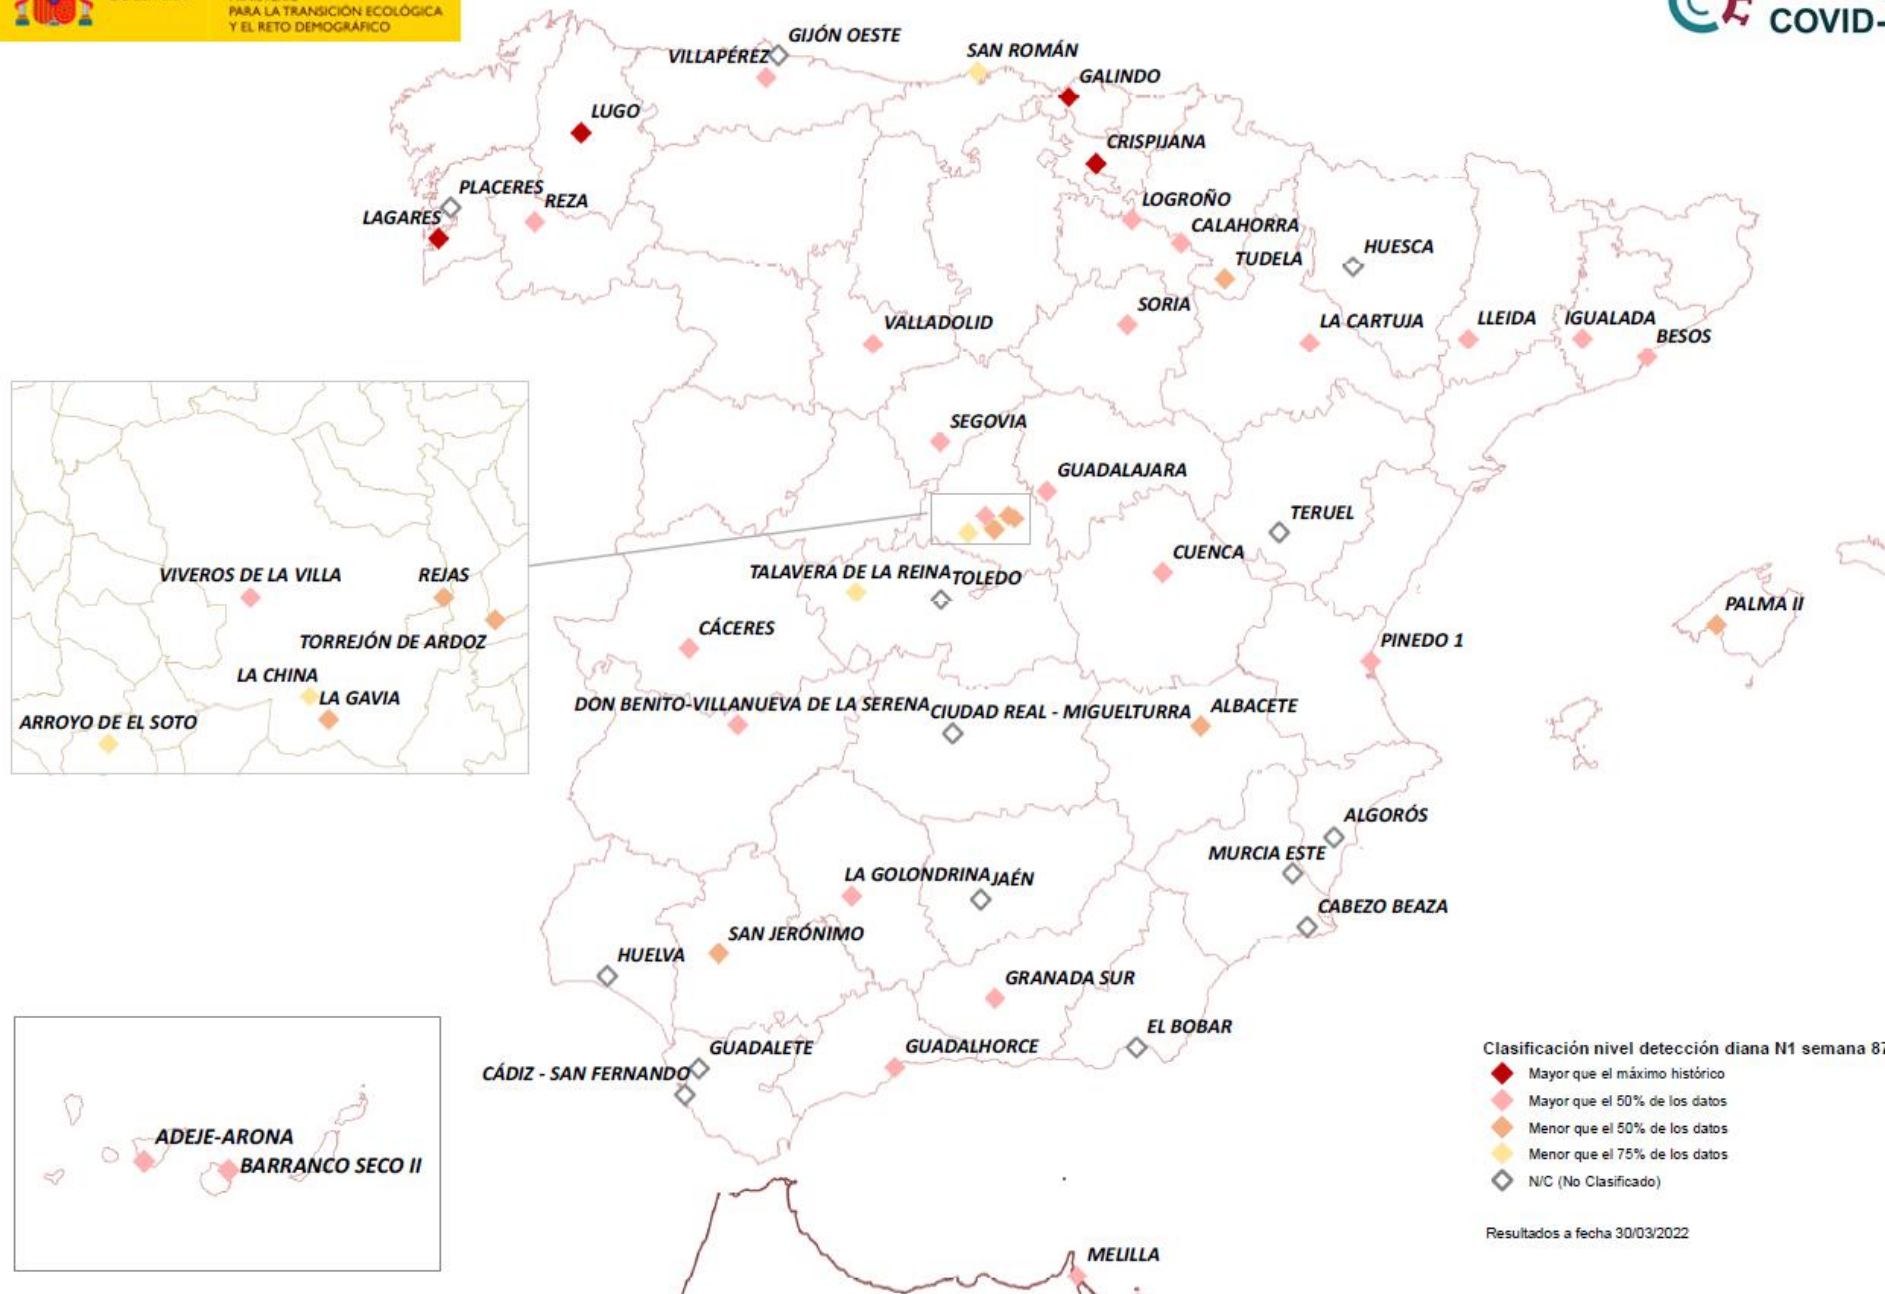 PARA LA TRANSICIÓN ECOLÓGICA
Y EL RETO DEMOGRÁFICO
COVID-
GIJÓN OESTE
VILLAPÉREZ
SAN ROMÁN
GALINDO
LUGO
CRISPIJANA
PLACERES
REZA
LAGARES
LOGROÑO
CALAHORRA
TUDELA
HUESCA
SORIA
VALLADOLID
LA CARTUJA
LLEIDA
IGUALADA
BESOS
SEGOVIA
GUADALAJARA
TERUEL
CUENCA
VIVEROS DE LA VILLA
REJAS
TORREJÓN DE ARDOZ
LA CHINA
LA GAVIA
ARROYO DE EL SOTO
TALAVERA DE LA REINA
TOLEDO
CÁCERES
PALMA II
PINEDO 1
DON BENITO-VILLANUEVA DE LA SERENA
CIUDAD REAL - MIGUELTURRA
ALBACETE
ALGORÓS
MURCIA ESTE
LA GOLONDRINA
JAÉN
CABEZO BEAZA
SAN JERÓNIMO
HUELVA
GRANADA SUR
EL BOBAR
GUADALETE
GUADALHORCE
CÁDIZ - SAN FERNANDO
ADEJE-ARONA
BARRANCO SECO II
MELILLA
Clasificación nivel detección diana N1 semana 87
Mayor que el máximo histórico
Mayor que el 50% de los datos
Menor que el 50% de los datos
Menor que el 75% de los datos
N/C (No Clasificado)
Resultados a fecha 30/03/2022